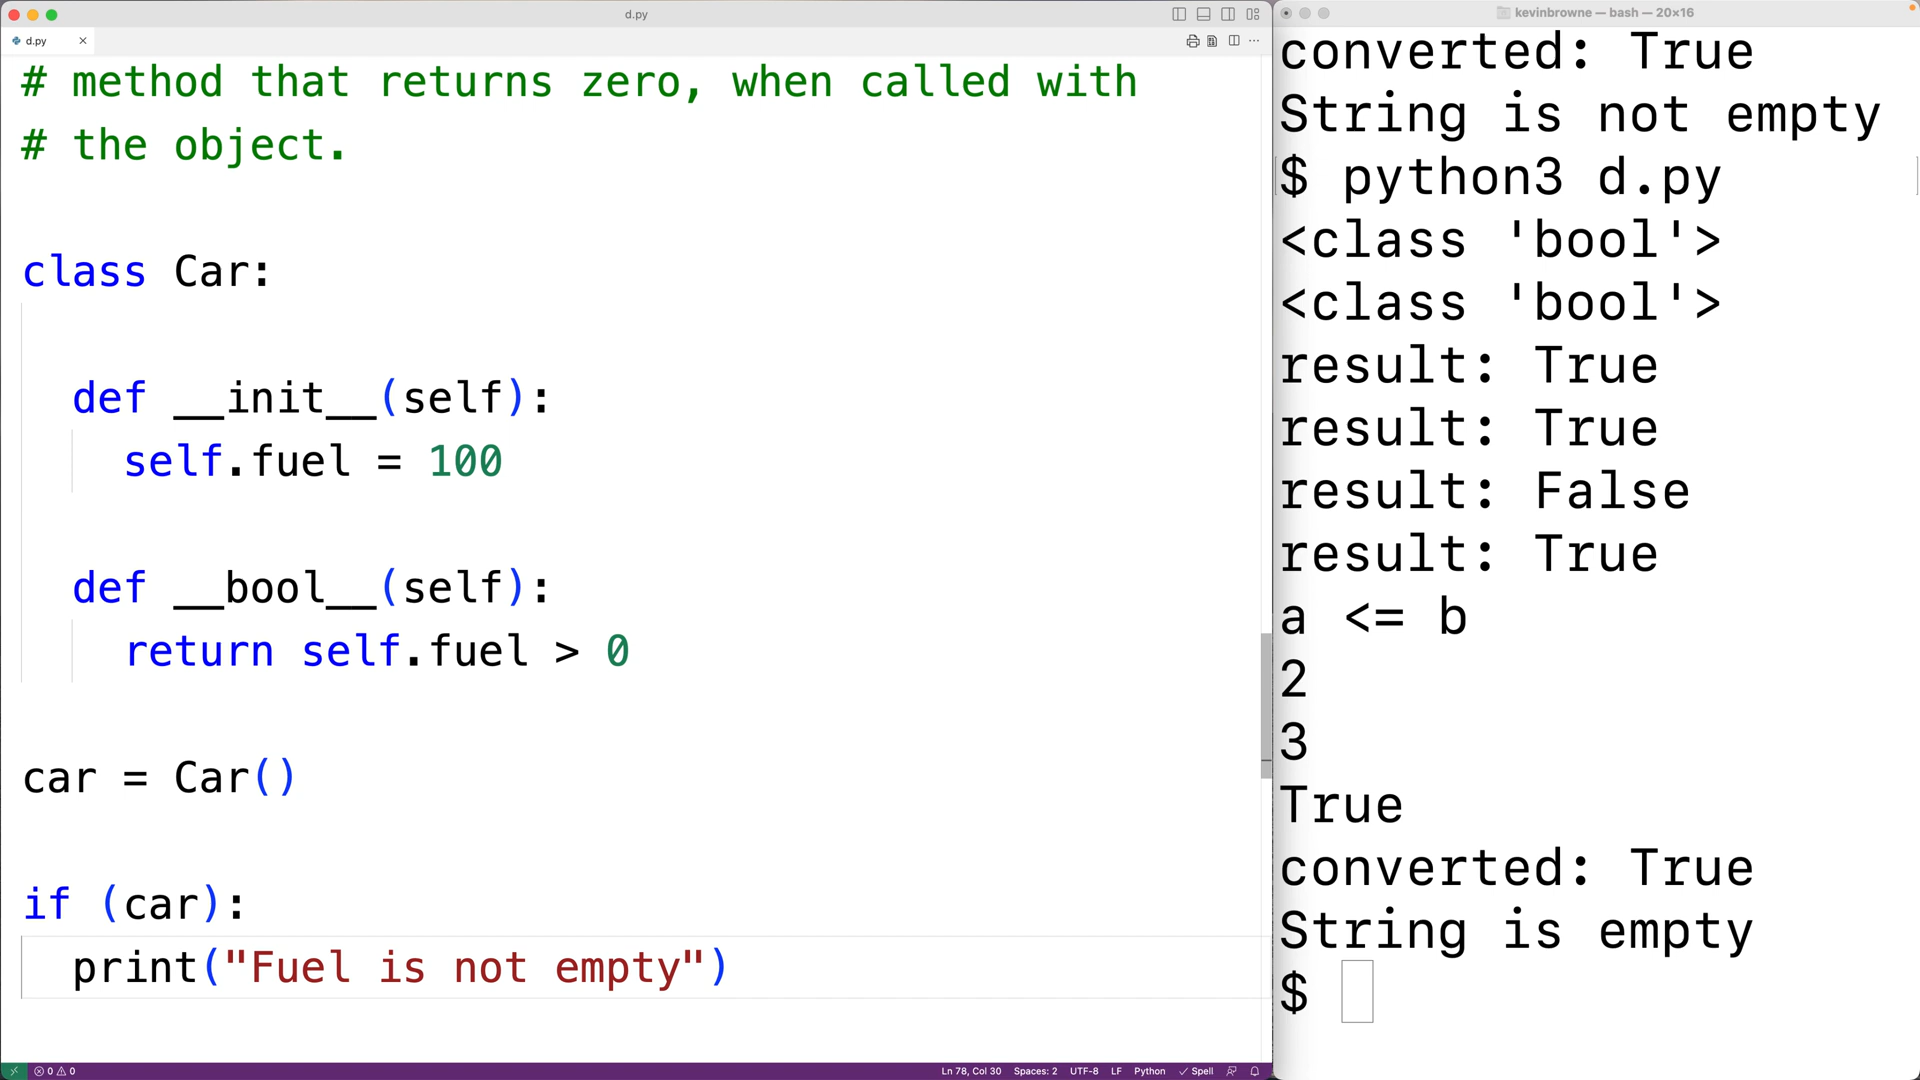 d.py
d.py
# method that returns zero, when called with
# the object.
class Car:
def __init__(self):
self.fuel = 100
def __bool__(self):
return self.fuel > 0
car = Car()
if (car):
print("Fuel is not empty")
0 0
Ln 78, Col 30 Spaces: 2 UTF-8 LF Python Spell
kevinbrowne — bash — 20×16
converted: True
String is not empty
$ python3 d.py
<class 'bool'>
<class 'bool'>
result: True
result: True
result: False
result: True
a <= b
2
3
True
converted: True
String is empty
$